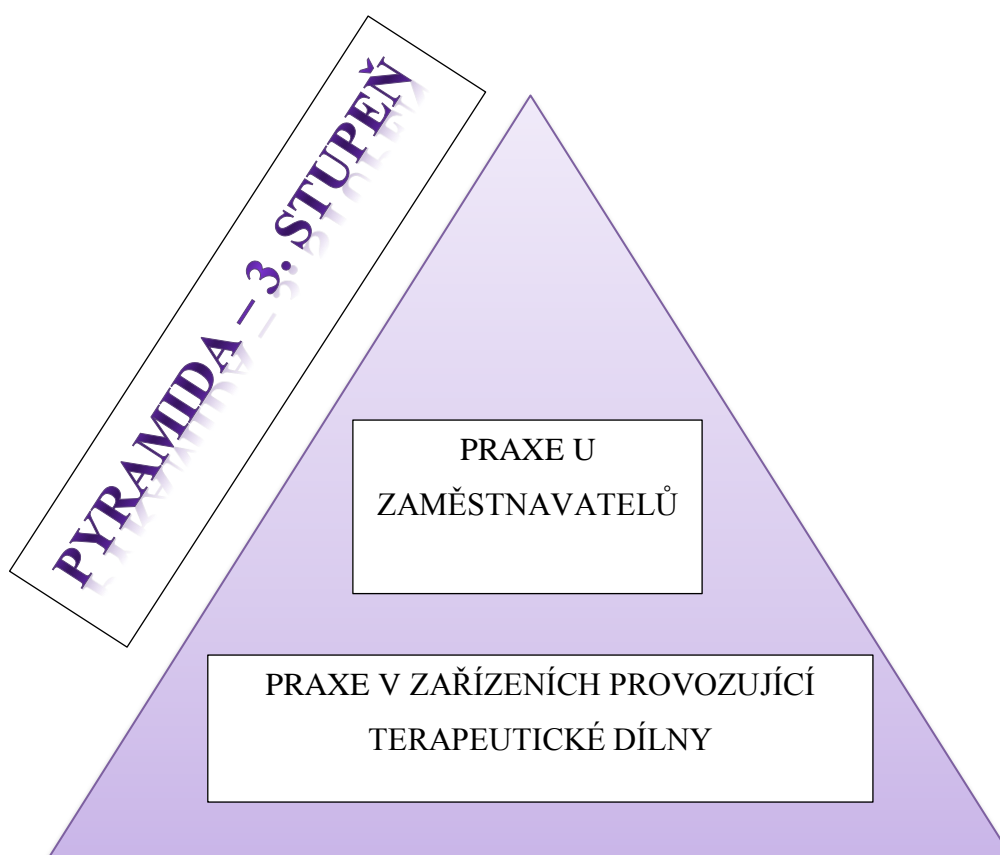 PYRAMIDA – 3. STUPEŇ
PRAXE U
ZAMĚSTNAVATELŮ
PRAXE V ZAŘÍZENÍCH PROVOZUJÍCÍ
TERAPEUTICKÉ DÍLNY